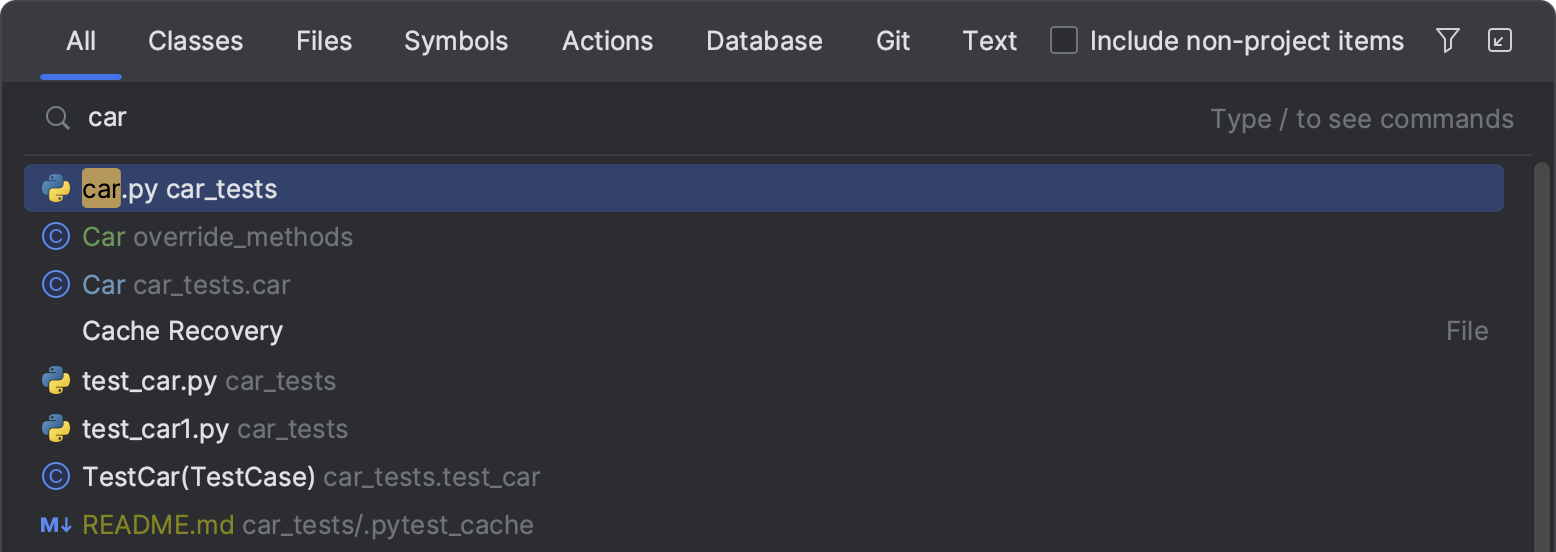 All Classes Files Symbols Actions Database Git Text Include non-project items
car Type / to see commands
car.py car_tests
C Car override_methods
C Car car_tests.car
Cache Recovery File
test_car.py car_tests
test_car1.py car_tests
C TestCar(TestCase) car_tests.test_car
M↓ README.md car_tests/.pytest_cache